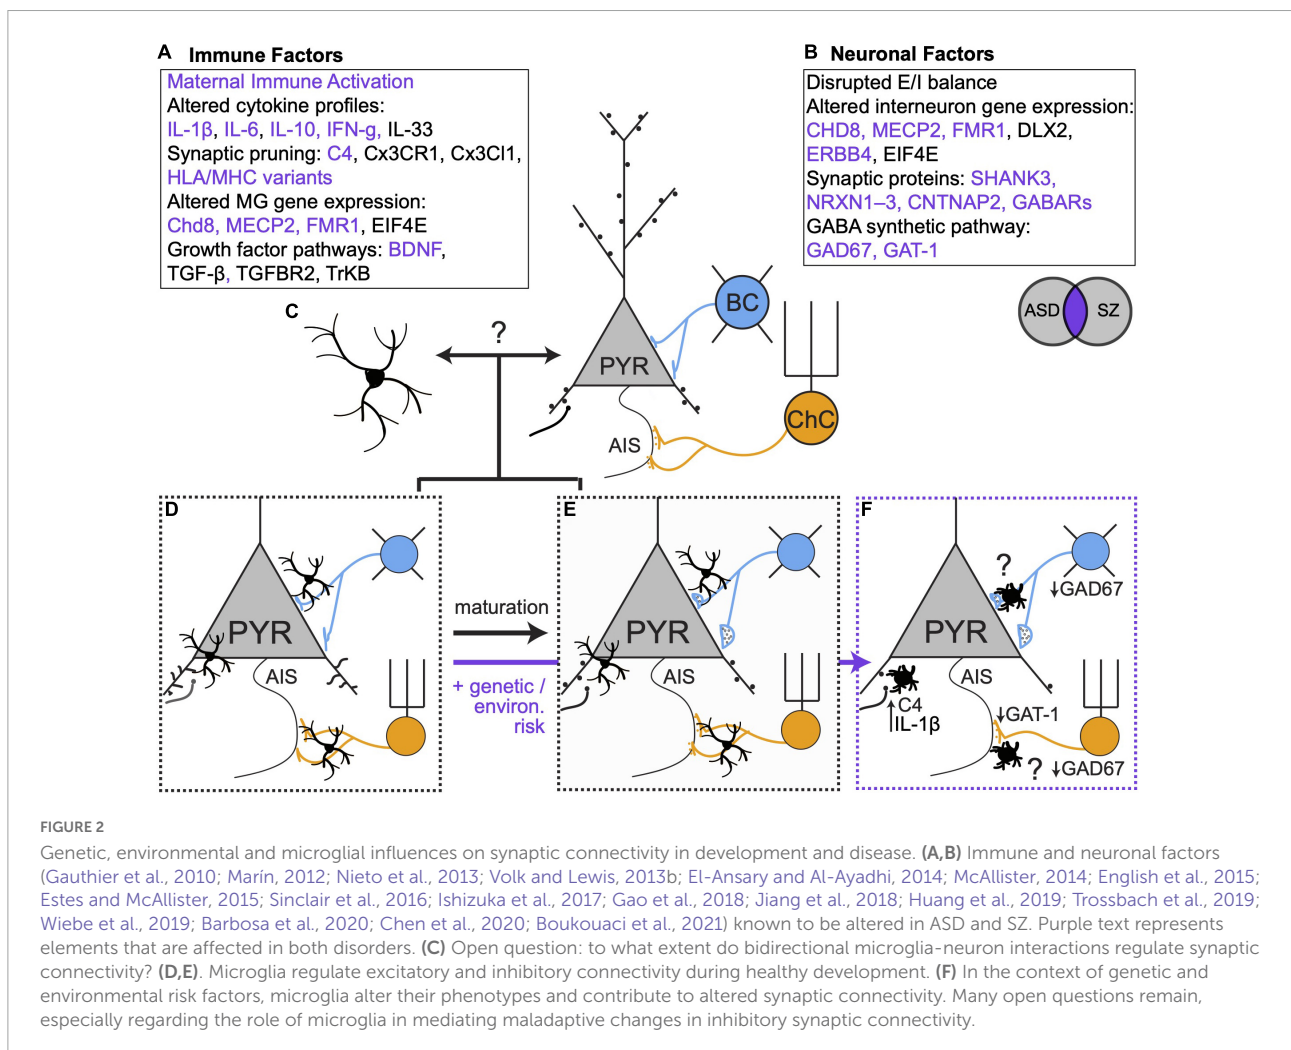 A Immune Factors
Maternal Immune Activation
Altered cytokine profiles:
IL-1β, IL-6, IL-10, IFN-g, IL-33
Synaptic pruning: C4, Cx3CR1, Cx3Cl1,
HLA/MHC variants
Altered MG gene expression:
Chd8, MECP2, FMR1, EIF4E
Growth factor pathways: BDNF,
TGF-β, TGFBR2, TrKB
B Neuronal Factors
Disrupted E/I balance
Altered interneuron gene expression:
CHD8, MECP2, FMR1, DLX2,
ERBB4, EIF4E
Synaptic proteins: SHANK3,
NRXN1–3, CNTNAP2, GABARs
GABA synthetic pathway:
GAD67, GAT-1
ASD SZ
C
?
BC
PYR
ChC
AIS
D
PYR
AIS
maturation
+ genetic /
environ.
risk
E
PYR
AIS
F
?
↓GAD67
PYR
AIS
↑C4
IL-1β
↓GAT-1
?
↓GAD67
FIGURE 2
Genetic, environmental and microglial influences on synaptic connectivity in development and disease. (A,B) Immune and neuronal factors
(Gauthier et al., 2010; Marín, 2012; Nieto et al., 2013; Volk and Lewis, 2013b; El-Ansary and Al-Ayadhi, 2014; McAllister, 2014; English et al., 2015;
Estes and McAllister, 2015; Sinclair et al., 2016; Ishizuka et al., 2017; Gao et al., 2018; Jiang et al., 2018; Huang et al., 2019; Trossbach et al., 2019;
Wiebe et al., 2019; Barbosa et al., 2020; Chen et al., 2020; Boukouaci et al., 2021) known to be altered in ASD and SZ. Purple text represents
elements that are affected in both disorders. (C) Open question: to what extent do bidirectional microglia-neuron interactions regulate synaptic
connectivity? (D,E). Microglia regulate excitatory and inhibitory connectivity during healthy development. (F) In the context of genetic and
environmental risk factors, microglia alter their phenotypes and contribute to altered synaptic connectivity. Many open questions remain,
especially regarding the role of microglia in mediating maladaptive changes in inhibitory synaptic connectivity.